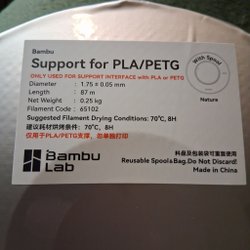 Bambu
Support for PLA/PETG
ONLY USED FOR SUPPORT INTERFACE with PLA or PETG
Diameter : 1.75 ± 0.05 mm
Length : 87 m
Net Weight : 0.25 kg
Filament Code : 65102
With Spool
Nature
Suggested Filament Drying Conditions: 70°C, 8H
建议耗材烘烤条件: 70°C, 8H
仅用于PLA/PETG支撑，勿单独打印
料盘及包装袋可重复使用
Bambu Lab
Reusable Spool&Bag.Do Not Discard!
Made in China